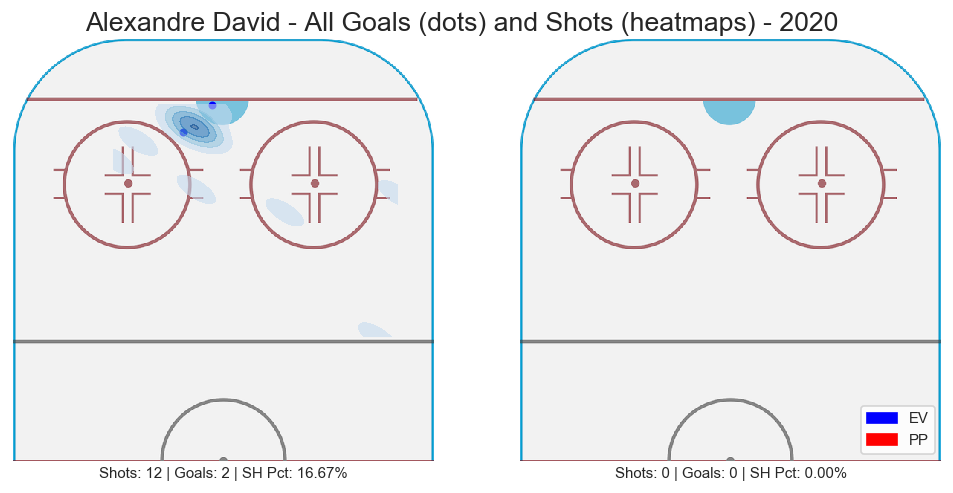 Alexandre David - All Goals (dots) and Shots (heatmaps) - 2020
EV
PP
Shots: 12 | Goals: 2 | SH Pct: 16.67%
Shots: 0 | Goals: 0 | SH Pct: 0.00%